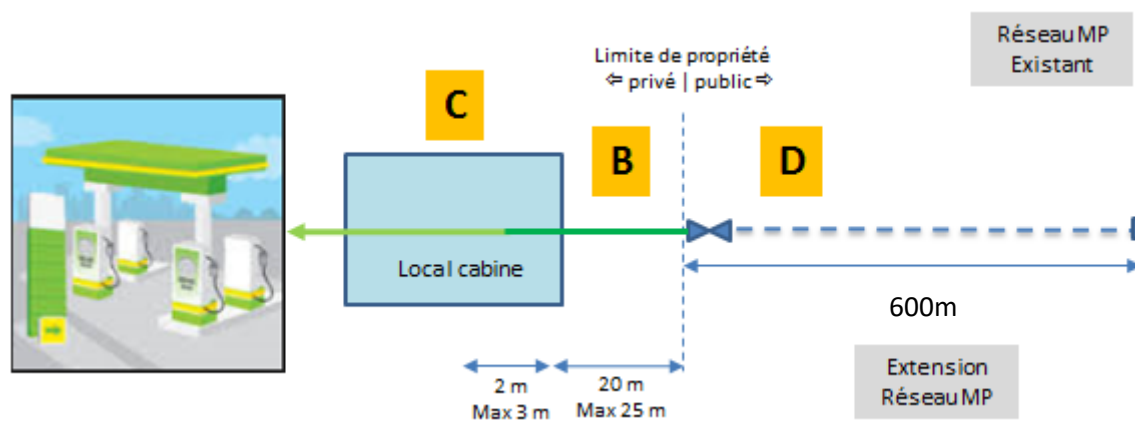 Réseau MP
Existant
Limite de propriété
⇦ privé | public ⇨
C
B
D
Local cabine
600m
2 m
Max 3 m
20 m
Max 25 m
Extension
Réseau MP